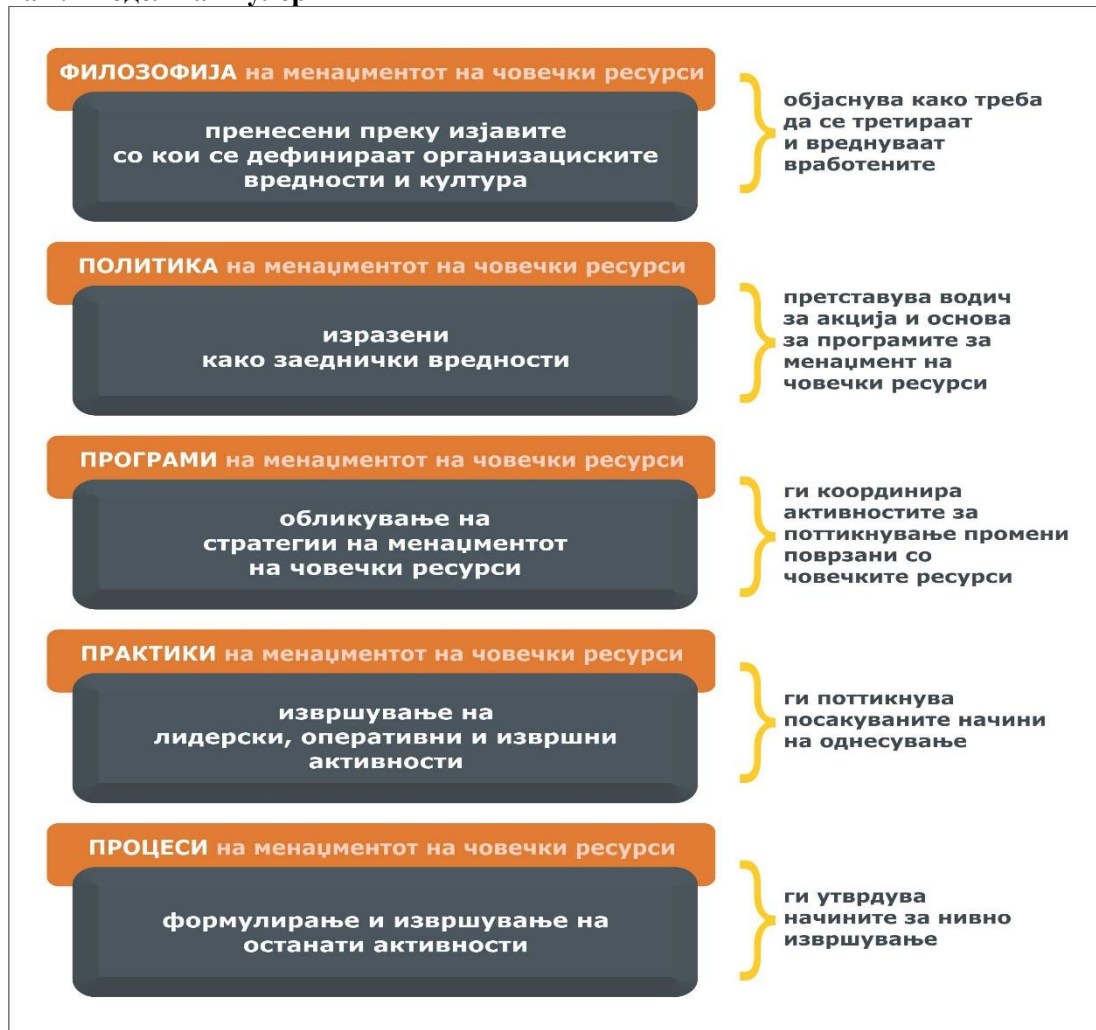 ФИЛОЗОФИЈА на менаџментот на човечки ресурси
пренесени преку изјавите
со кои се дефинираат организациските
вредности и култура
објаснува како треба
да се третираат
и вреднуваат
вработените
ПОЛИТИКА на менаџментот на човечки ресурси
изразени
како заеднички вредности
претставува водич
за акција и основа
за програмите за
менаџмент на
човечки ресурси
ПРОГРАМИ на менаџментот на човечки ресурси
обликување на
стратегии на менаџментот
на човечки ресурси
ги координира
активностите за
поттикнување промени
поврзани со
човечките ресурси
ПРАКТИКИ на менаџментот на човечки ресурси
извршување на
лидерски, оперативни и извршни
активности
ги поттикнува
посакуваните начини
на однесување
ПРОЦЕСИ на менаџментот на човечки ресурси
формулирање и извршување на
останати активности
ги утврдува
начините за нивно
извршување